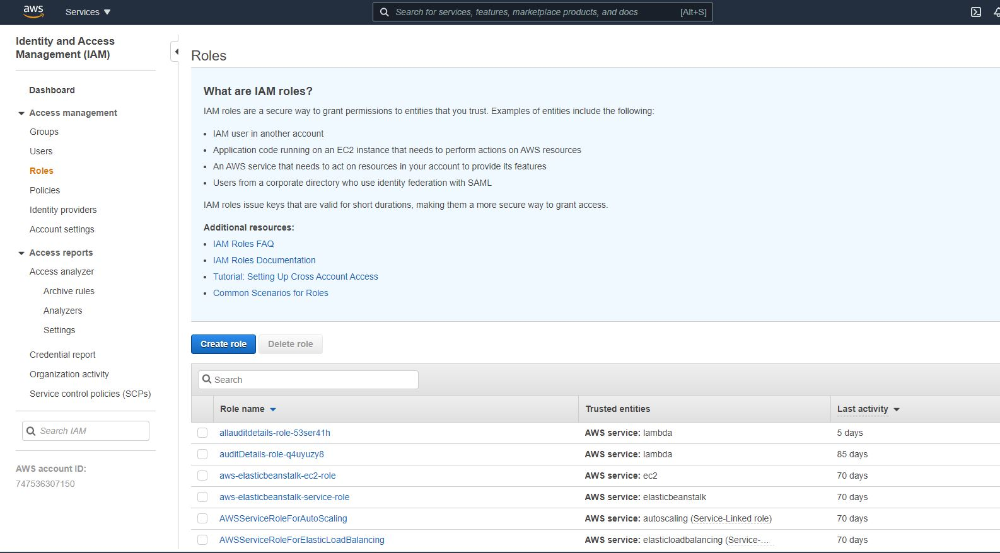 aws Services
Search for services, features, marketplace products, and docs [Alt+S]
Identity and Access
Management (IAM)
Dashboard
Access management
Groups
Users
Roles
Policies
Identity providers
Account settings
Access reports
Access analyzer
Archive rules
Analyzers
Settings
Credential report
Organization activity
Service control policies (SCPs)
Search IAM
AWS account ID:
747536307150
Roles
What are IAM roles?
IAM roles are a secure way to grant permissions to entities that you trust. Examples of entities include the following:
• IAM user in another account
• Application code running on an EC2 instance that needs to perform actions on AWS resources
• An AWS service that needs to act on resources in your account to provide its features
• Users from a corporate directory who use identity federation with SAML
IAM roles issue keys that are valid for short durations, making them a more secure way to grant access.
Additional resources:
• IAM Roles FAQ
• IAM Roles Documentation
• Tutorial: Setting Up Cross Account Access
• Common Scenarios for Roles
Create role Delete role
Search
Role name Trusted entities Last activity
allauditdetails-role-53ser41h AWS service: lambda 5 days
auditDetails-role-q4uyuzy8 AWS service: lambda 85 days
aws-elasticbeanstalk-ec2-role AWS service: ec2 70 days
aws-elasticbeanstalk-service-role AWS service: elasticbeanstalk 70 days
AWSServiceRoleForAutoScaling AWS service: autoscaling (Service-Linked role) 70 days
AWSServiceRoleForElasticLoadBalancing AWS service: elasticloadbalancing (Service-... 70 days